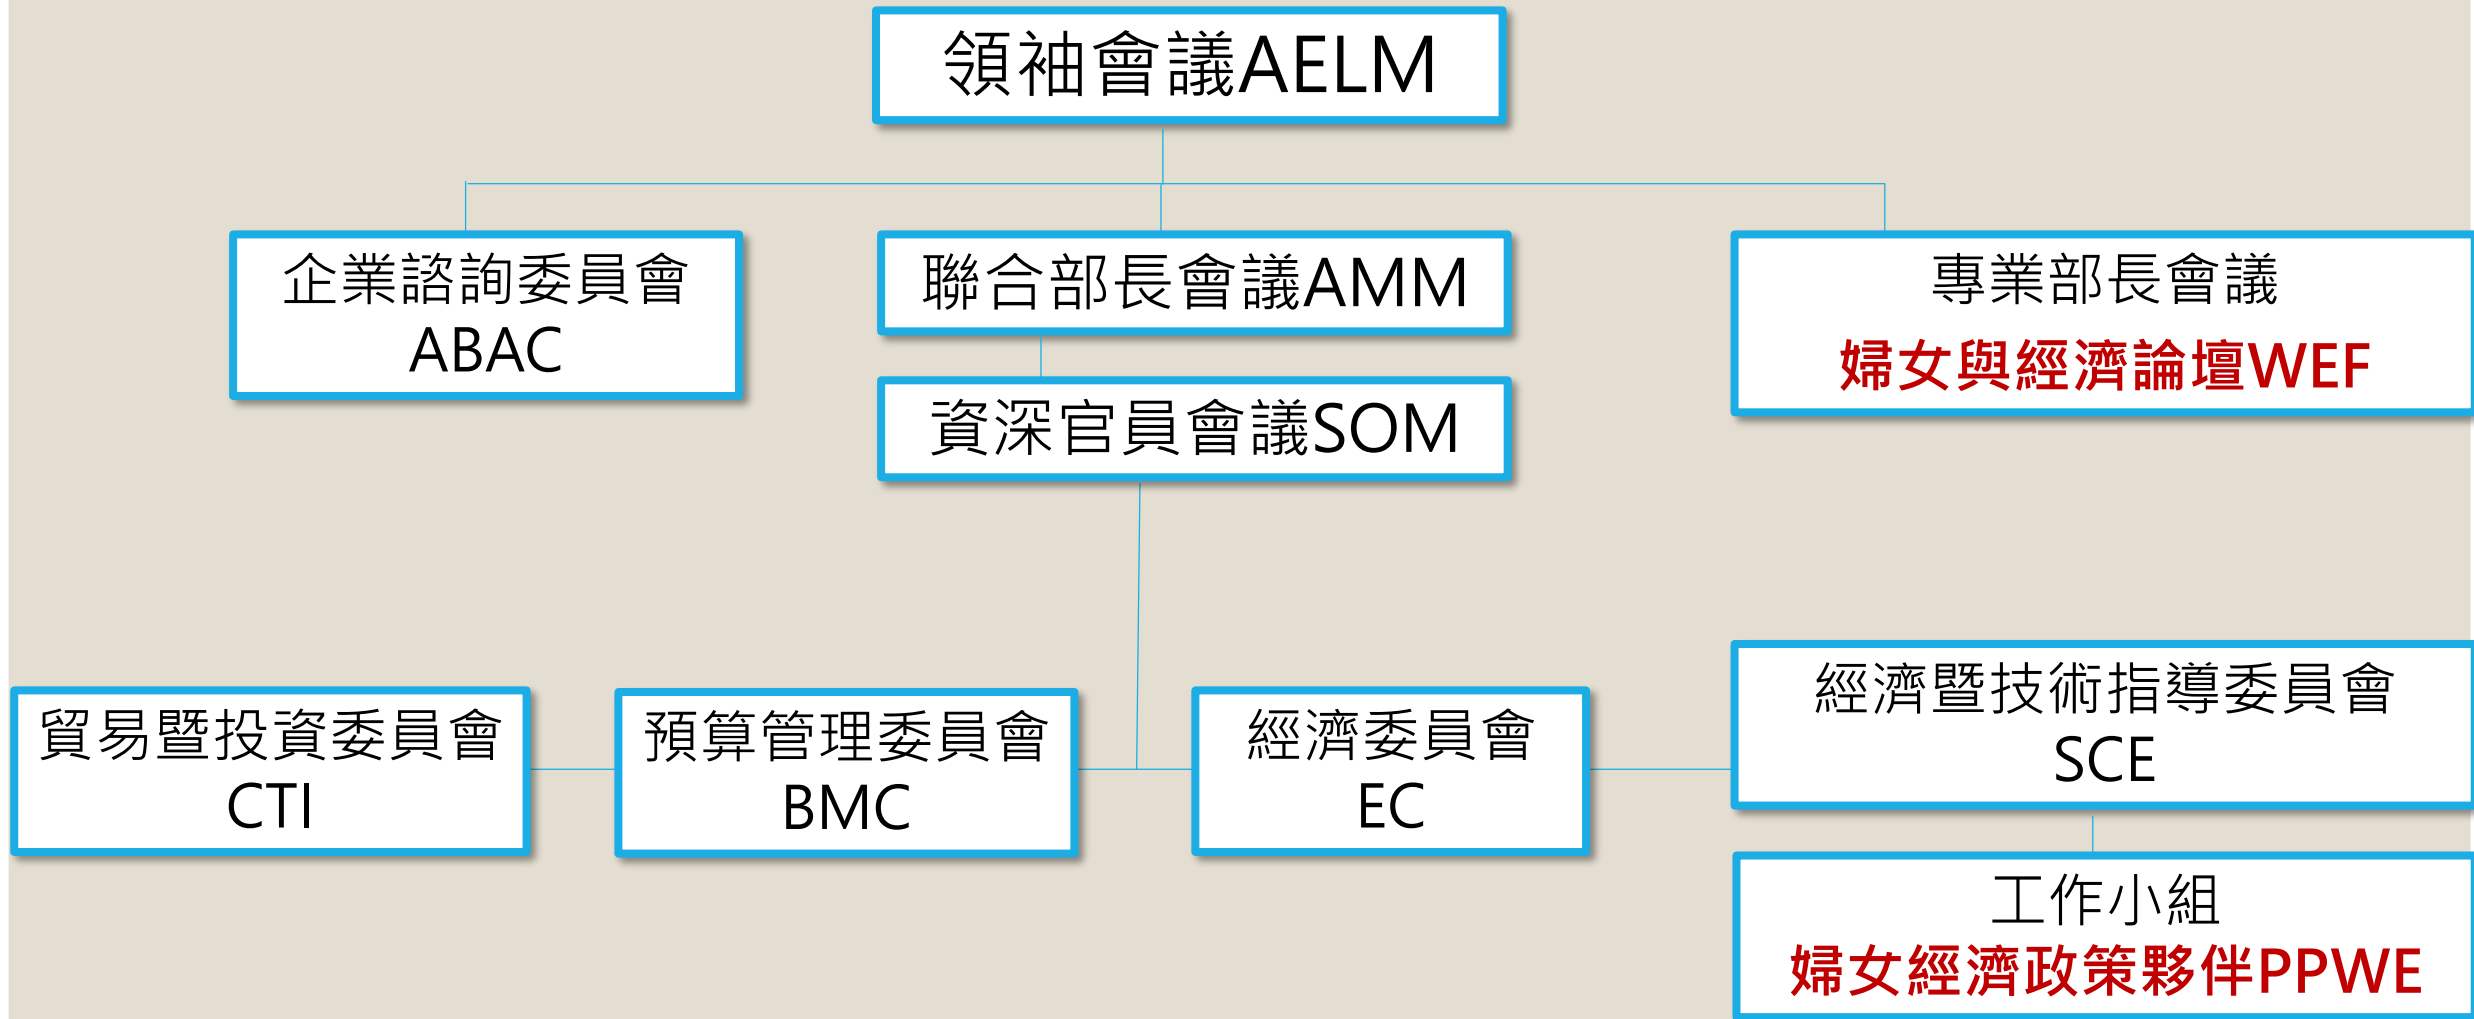 領袖會議AELM
企業諮詢委員會
ABAC
聯合部長會議AMM
專業部長會議
婦女與經濟論壇WEF
資深官員會議SOM
貿易暨投資委員會
CTI
預算管理委員會
BMC
經濟委員會
EC
經濟暨技術指導委員會
SCE
工作小組
婦女經濟政策夥伴PPWE